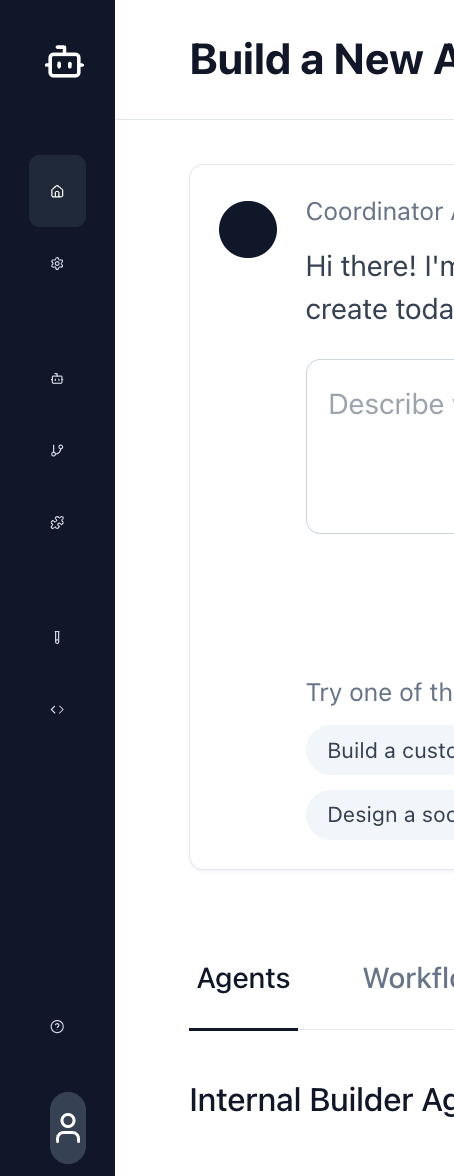 Build a New A
Coordinator A
Hi there! I'm
create toda
Describe
Try one of th
Build a custo
Design a soc
Agents
Workflo
Internal Builder Ag